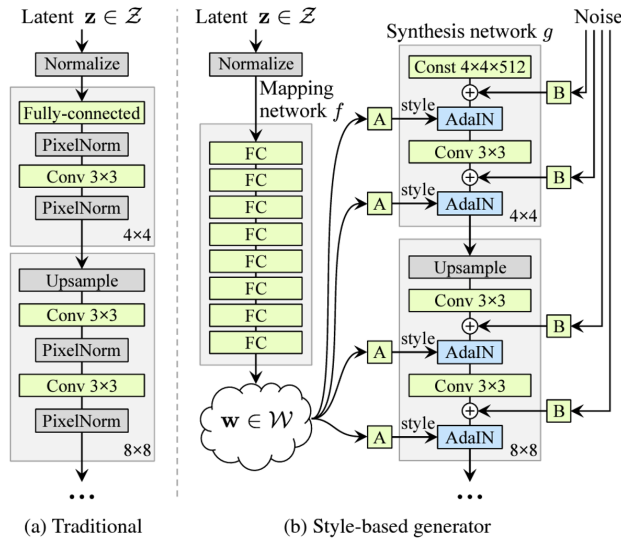 Latent z ∈ Z
Normalize
Fully-connected
PixelNorm
Conv 3×3
PixelNorm
4×4
Upsample
Conv 3×3
PixelNorm
Conv 3×3
PixelNorm
8×8
...
(a) Traditional
Latent z ∈ Z
Normalize
Mapping
network f
FC
FC
FC
FC
FC
FC
FC
FC
w ∈ W
A
style
A
style
A
style
A
style
Synthesis network g
Noise
Const 4×4×512
B
AdaIN
Conv 3×3
B
AdaIN
4×4
Upsample
Conv 3×3
B
AdaIN
Conv 3×3
B
AdaIN
8×8
...
(b) Style-based generator